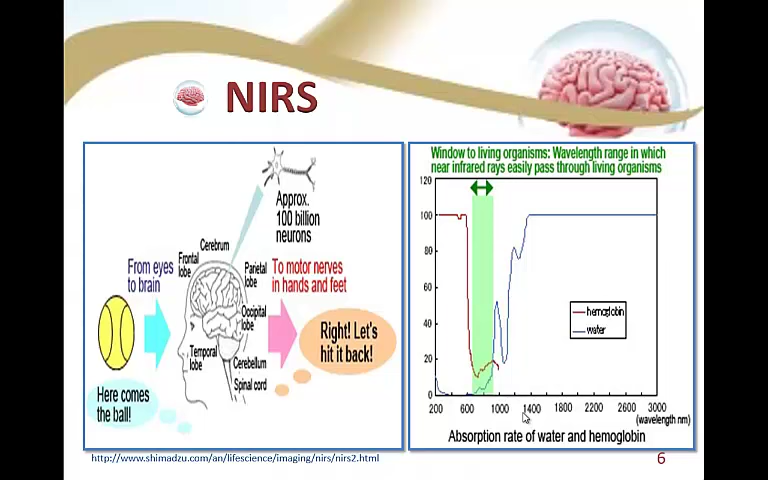 NIRS
Approx.
100 billion
neurons
Cerebrum
Frontal
lobe
From eyes
to brain
Parietal
lobe
To motor nerves
in hands and feet
Occipital
lobe
Right! Let's
hit it back!
Temporal
lobe
Cerebellum
Spinal cord
Here comes
the ball!
Window to living organisms: Wavelength range in which
near infrared rays easily pass through living organisms
120
100
80
60
40
20
0
hemoglobin
water
200 600 1000 1400 1800 2200 2600 3000
(wavelength nm)
Absorption rate of water and hemoglobin
http://www.shimadzu.com/an/lifescience/imaging/nirs/nirs2.html
6